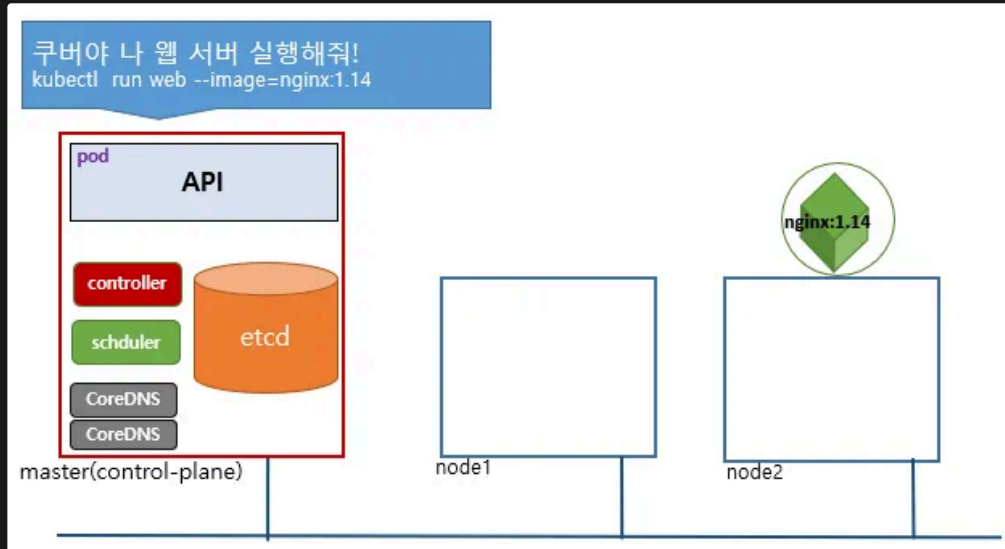 쿠버야 나 웹 서버 실행해줘!
kubectl run web --image=nginx:1.14
pod
API
controller
schduler
etcd
CoreDNS
CoreDNS
master(control-plane)
node1
nginx:1.14
node2